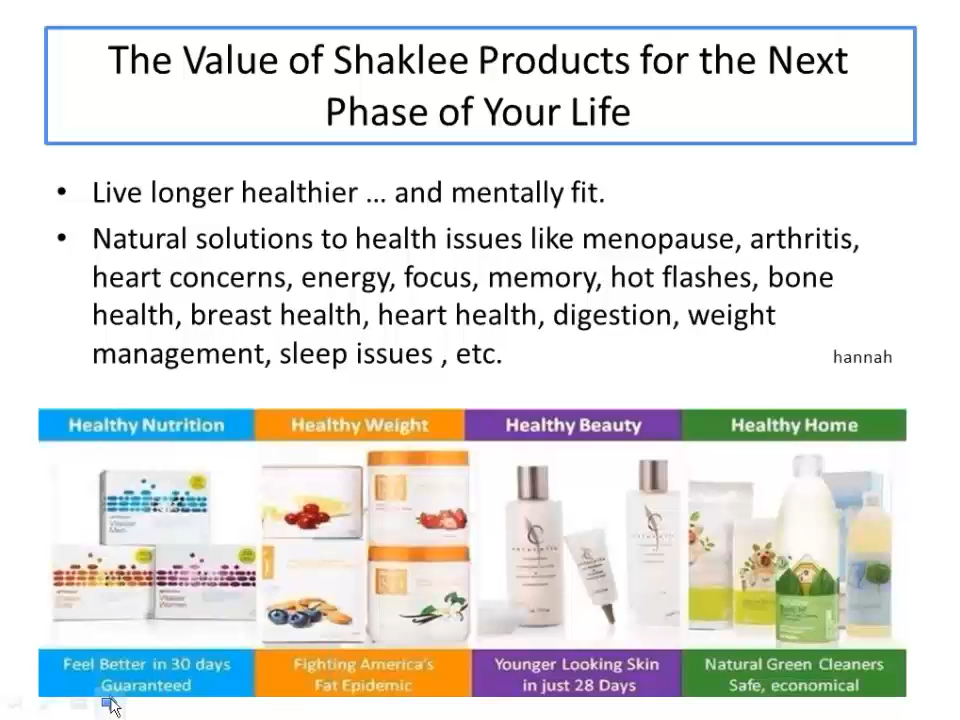 The Value of Shaklee Products for the Next
Phase of Your Life
• Live longer healthier … and mentally fit.
• Natural solutions to health issues like menopause, arthritis,
heart concerns, energy, focus, memory, hot flashes, bone
health, breast health, heart health, digestion, weight
management, sleep issues , etc.
hannah
Healthy Nutrition
Healthy Weight
Healthy Beauty
Healthy Home
Feel Better in 30 days
Guaranteed
Fighting America's
Fat Epidemic
Younger Looking Skin
in just 28 Days
Natural Green Cleaners
Safe, economical